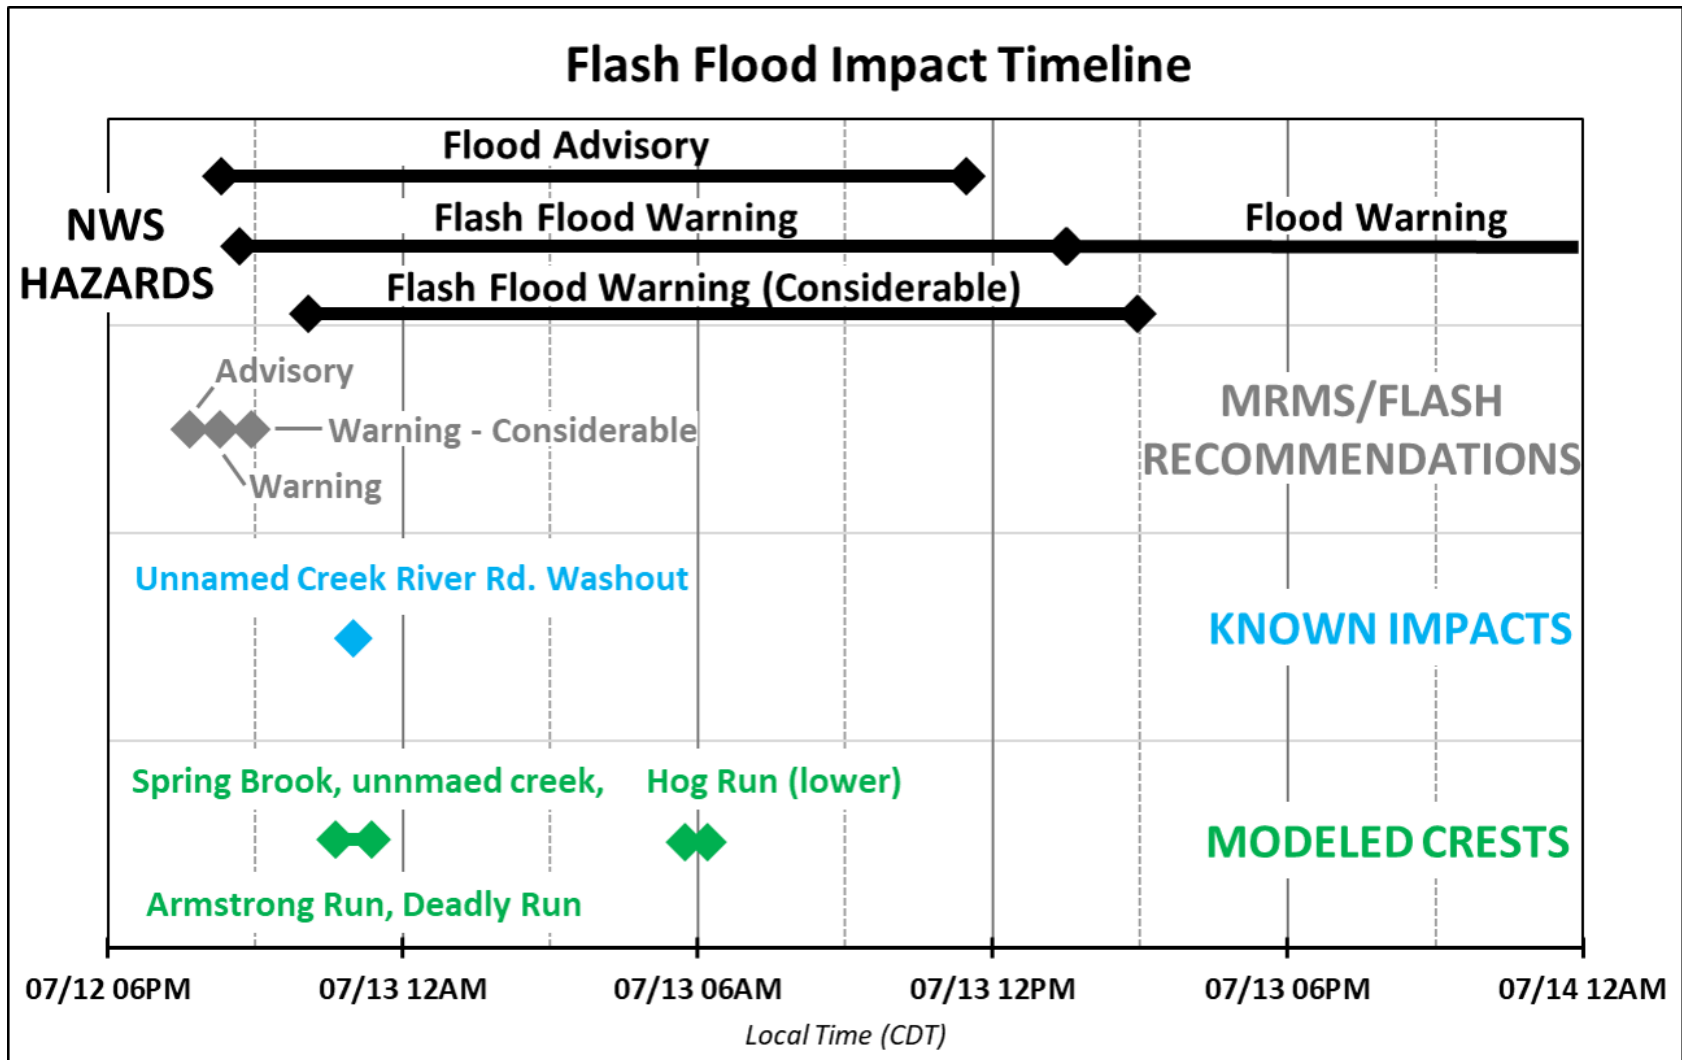 Flash Flood Impact Timeline
Flood Advisory
NWS
HAZARDS
Flash Flood Warning
Flood Warning
Flash Flood Warning (Considerable)
Advisory
Warning - Considerable
Warning
MRMS/FLASH
RECOMMENDATIONS
Unnamed Creek River Rd. Washout
KNOWN IMPACTS
Spring Brook, unnmaed creek,
Hog Run (lower)
Armstrong Run, Deadly Run
MODELED CRESTS
07/12 06PM
07/13 12AM
07/13 06AM
07/13 12PM
07/13 06PM
07/14 12AM
Local Time (CDT)